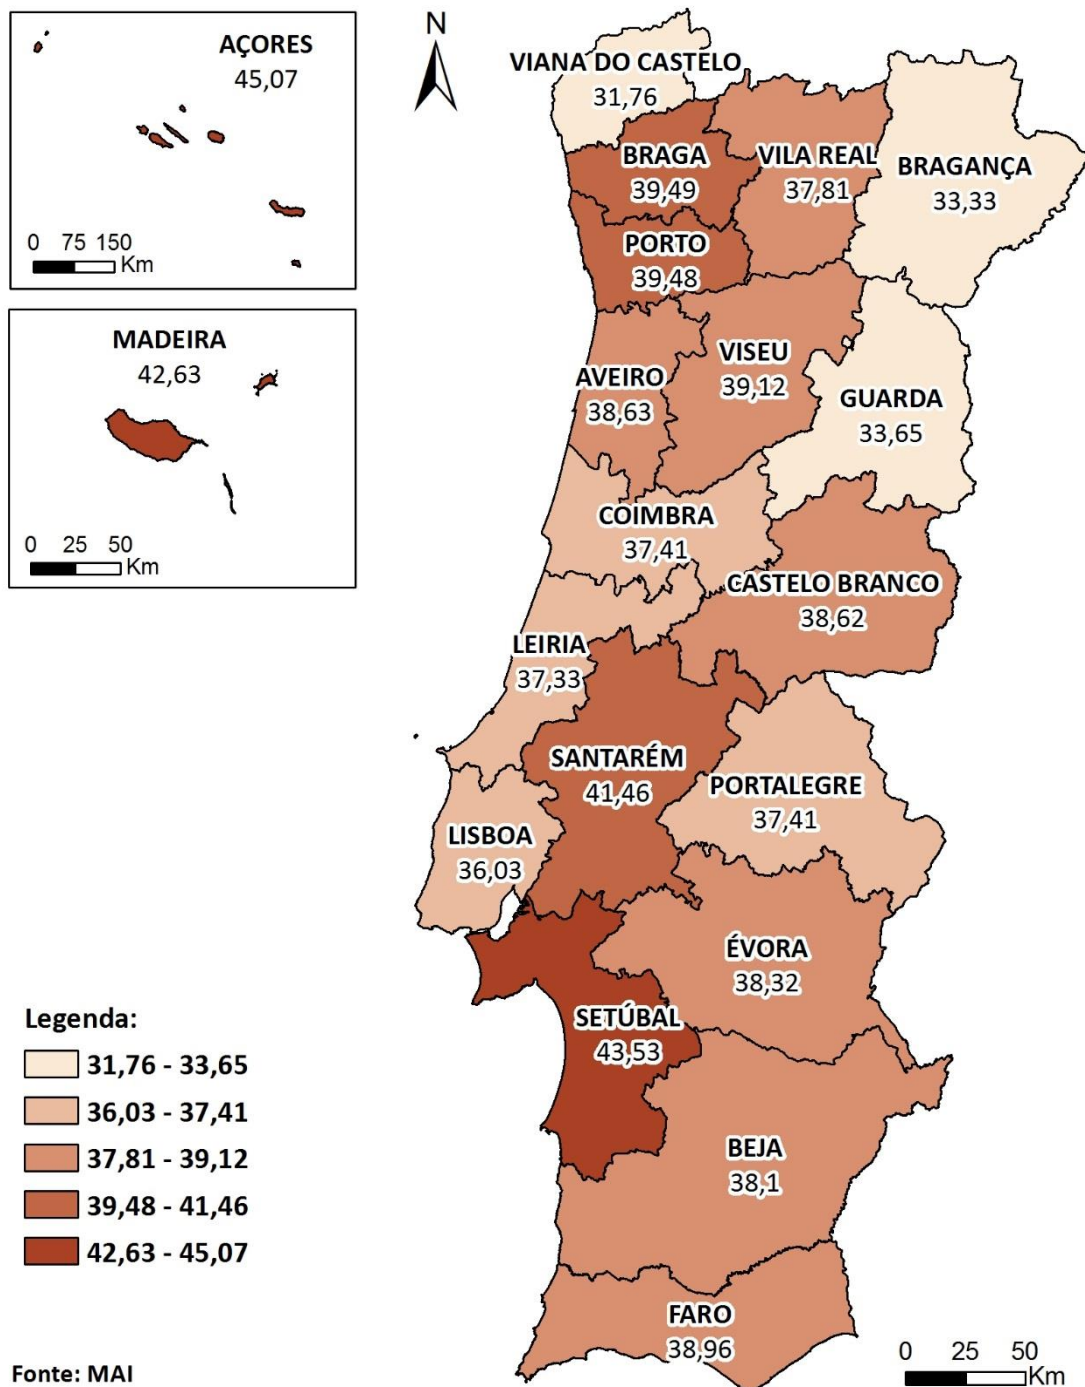 AÇORES
45,07
0 75 150
Km
MADEIRA
42,63
0 25 50
Km
N
VIANA DO CASTELO
31,76
BRAGA
39,49
VILA REAL
37,81
BRAGANÇA
33,33
PORTO
39,48
AVEIRO
38,63
VISEU
39,12
GUARDA
33,65
COIMBRA
37,41
CASTELO BRANCO
38,62
LEIRIA
37,33
SANTARÉM
41,46
PORTALEGRE
37,41
LISBOA
36,03
ÉVORA
38,32
SETÚBAL
43,53
BEJA
38,1
FARO
38,96
Legenda:
31,76 - 33,65
36,03 - 37,41
37,81 - 39,12
39,48 - 41,46
42,63 - 45,07
Fonte: MAI
0 25 50
Km